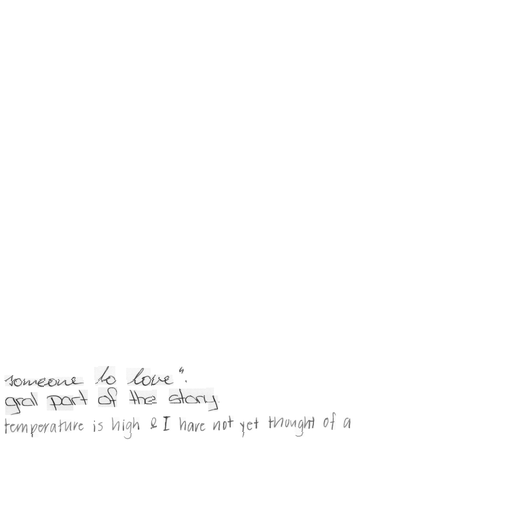 someone to love".
gral part of the story
temperature is high & I have not yet thought of a